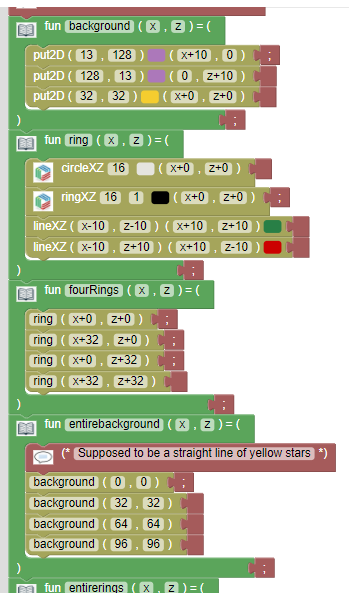 fun background ( x , z ) = (
put2D ( 13 , 128 ) ( x+10 , 0 ) ;
put2D ( 128 , 13 ) ( 0 , z+10 ) ;
put2D ( 32 , 32 ) ( x+0 , z+0 ) ;
) ;
fun ring ( x , z ) = (
circleXZ 16 ( x+0 , z+0 ) ;
ringXZ 16 1 ( x+0 , z+0 ) ;
lineXZ ( x-10 , z-10 ) ( x+10 , z+10 )
lineXZ ( x-10 , z+10 ) ( x+10 , z-10 )
) ;
fun fourRings ( x , z ) = (
ring ( x+0 , z+0 ) ;
ring ( x+32 , z+0 ) ;
ring ( x+0 , z+32 ) ;
ring ( x+32 , z+32 ) ;
) ;
fun entirebackground ( x , z ) = (
(* Supposed to be a straight line of yellow stars *)
background ( 0 , 0 ) ;
background ( 32 , 32 ) ;
background ( 64 , 64 ) ;
background ( 96 , 96 ) ;
) ;
fun entirerings ( x , z ) = (